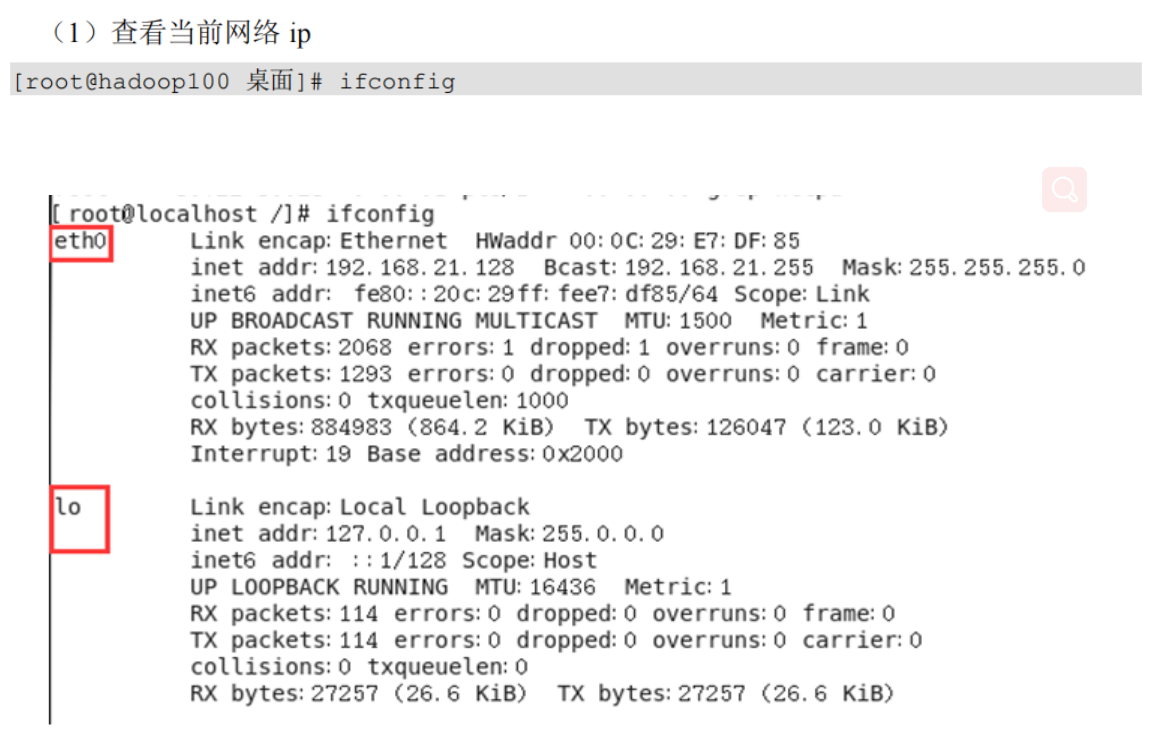 （1）查看当前网络 ip
[root@hadoop100 桌面]# ifconfig
[root@localhost /]# ifconfig
eth0 Link encap:Ethernet HWaddr 00:0C:29:E7:DF:85
inet addr:192.168.21.128 Bcast:192.168.21.255 Mask:255.255.255.0
inet6 addr: fe80::20c:29ff:fee7:df85/64 Scope:Link
UP BROADCAST RUNNING MULTICAST MTU:1500 Metric:1
RX packets:2068 errors:1 dropped:1 overruns:0 frame:0
TX packets:1293 errors:0 dropped:0 overruns:0 carrier:0
collisions:0 txqueuelen:1000
RX bytes:884983 (864.2 KiB) TX bytes:126047 (123.0 KiB)
Interrupt:19 Base address:0x2000
lo Link encap:Local Loopback
inet addr:127.0.0.1 Mask:255.0.0.0
inet6 addr: ::1/128 Scope:Host
UP LOOPBACK RUNNING MTU:16436 Metric:1
RX packets:114 errors:0 dropped:0 overruns:0 frame:0
TX packets:114 errors:0 dropped:0 overruns:0 carrier:0
collisions:0 txqueuelen:0
RX bytes:27257 (26.6 KiB) TX bytes:27257 (26.6 KiB)